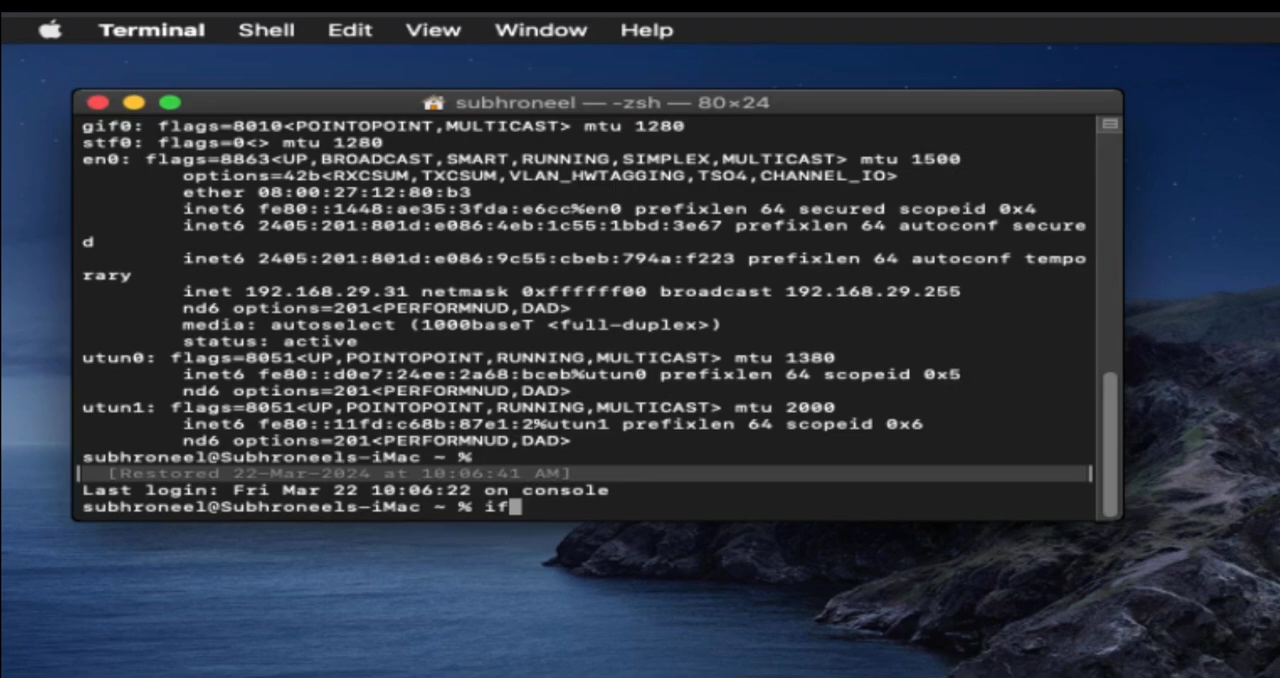 Terminal Shell Edit View Window Help
subhroneel — -zsh — 80×24
gif0: flags=8010<POINTOPOINT,MULTICAST> mtu 1280
stf0: flags=0<> mtu 1280
en0: flags=8863<UP,BROADCAST,SMART,RUNNING,SIMPLEX,MULTICAST> mtu 1500
options=42b<RXCSUM,TXCSUM,VLAN_HWTAGGING,TSO4,CHANNEL_IO>
ether 08:00:27:12:80:b3
inet6 fe80::1448:ae35:3fda:e6cc%en0 prefixlen 64 secured scopeid 0x4
inet6 2405:201:801d:e086:4eb:1c55:1bbd:3e67 prefixlen 64 autoconf secure
d
inet6 2405:201:801d:e086:9c55:cbeb:794a:f223 prefixlen 64 autoconf tempo
rary
inet 192.168.29.31 netmask 0xffffff00 broadcast 192.168.29.255
nd6 options=201<PERFORMNUD,DAD>
media: autoselect (1000baseT <full-duplex>)
status: active
utun0: flags=8051<UP,POINTOPOINT,RUNNING,MULTICAST> mtu 1380
inet6 fe80::d0e7:24ee:2a68:bceb%utun0 prefixlen 64 scopeid 0x5
nd6 options=201<PERFORMNUD,DAD>
utun1: flags=8051<UP,POINTOPOINT,RUNNING,MULTICAST> mtu 2000
inet6 fe80::11fd:c68b:87e1:2%utun1 prefixlen 64 scopeid 0x6
nd6 options=201<PERFORMNUD,DAD>
subhroneel@Subhroneels-iMac ~ %
[Restored 22-Mar-2024 at 10:06:41 AM]
Last login: Fri Mar 22 10:06:22 on console
subhroneel@Subhroneels-iMac ~ % if